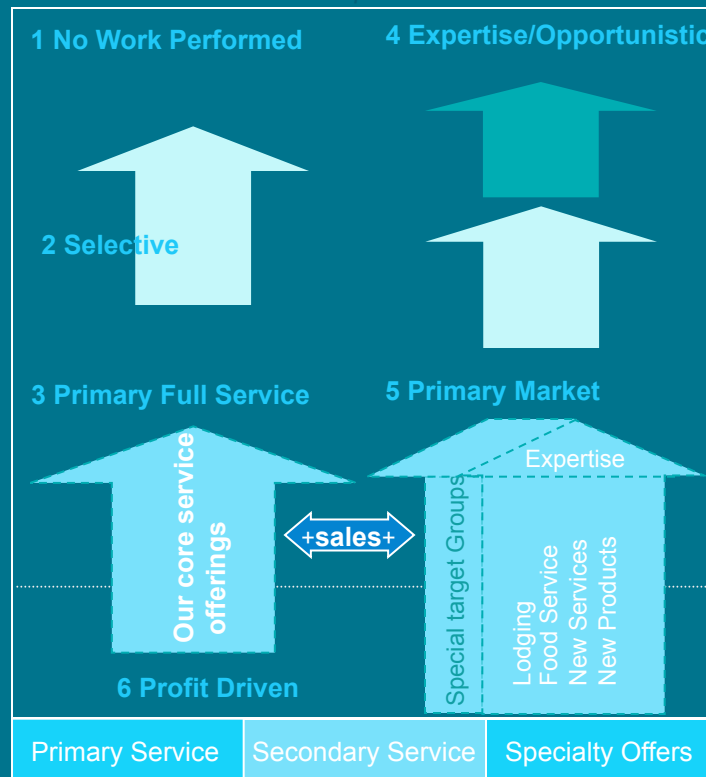 1 No Work Performed
4 Expertise/Opportunistic
2 Selective
3 Primary Full Service
5 Primary Market
Our core service
offerings
+sales+
Expertise
Special target Groups
Lodging
Food Service
New Services
New Products
6 Profit Driven
Primary Service
Secondary Service
Specialty Offers